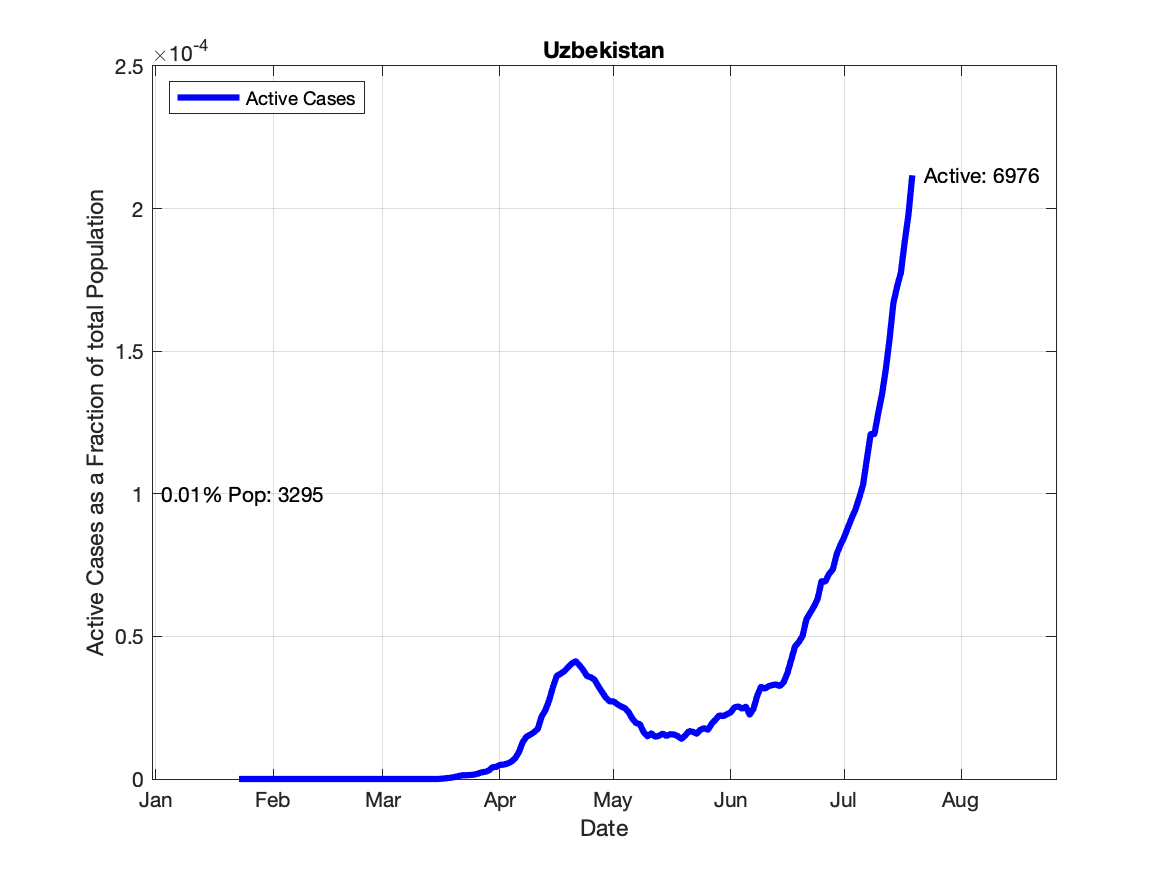 Uzbekistan
×10-4
2.5
Active Cases
Active: 6976
2
1.5
1
0.01% Pop: 3295
0.5
0
Active Cases as a Fraction of total Population
Jan Feb Mar Apr May Jun Jul Aug
Date